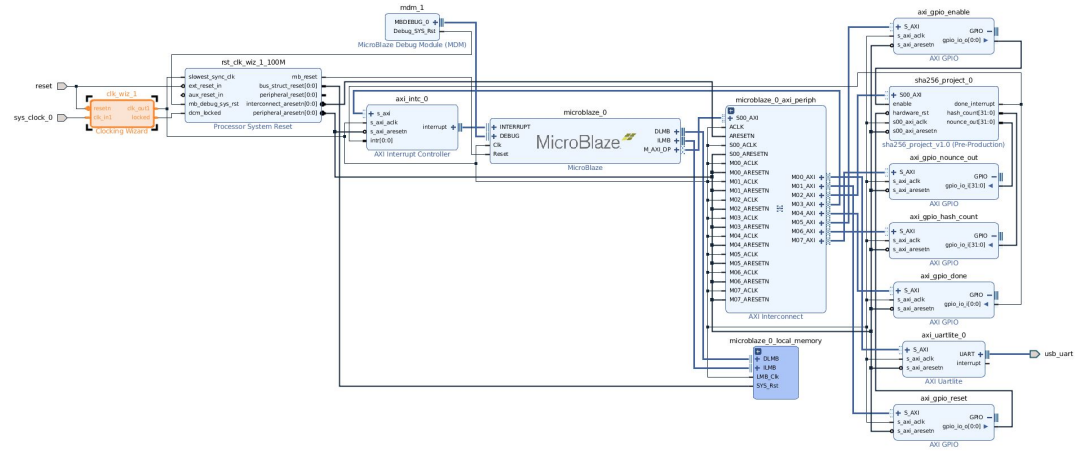 mdm_1
MBDEBUG_0
Debug_SYS_Rst
MicroBlaze Debug Module (MDM)
rst_clk_wiz_1_100M
slowest_sync_clk
ext_reset_in
aux_reset_in
mb_debug_sys_rst
dcm_locked
mb_reset
bus_struct_reset[0:0]
peripheral_reset[0:0]
interconnect_aresetn[0:0]
peripheral_aresetn[0:0]
Processor System Reset
reset
sys_clock_0
clk_wiz_1
resetn
clk_in1
clk_out1
locked
Clocking Wizard
axi_intc_0
s_axi
s_axi_aclk
s_axi_aresetn
intr[0:0]
interrupt
AXI Interrupt Controller
microblaze_0
INTERRUPT
DEBUG
Clk
Reset
MicroBlaze
DLMB
ILMB
M_AXI_DP
MicroBlaze
microblaze_0_axi_periph
S00_AXI
ACLK
ARESETN
S00_ACLK
S00_ARESETN
M00_ACLK
M00_ARESETN
M01_ACLK
M01_ARESETN
M02_ACLK
M02_ARESETN
M03_ACLK
M03_ARESETN
M04_ACLK
M04_ARESETN
M05_ACLK
M05_ARESETN
M06_ACLK
M06_ARESETN
M07_ACLK
M07_ARESETN
M00_AXI
M01_AXI
M02_AXI
M03_AXI
M04_AXI
M05_AXI
M06_AXI
M07_AXI
AXI Interconnect
microblaze_0_local_memory
DLMB
ILMB
LMB_Clk
SYS_Rst
axi_gpio_enable
S_AXI
s_axi_aclk
s_axi_aresetn
GPIO
gpio_io_o[0:0]
AXI GPIO
sha256_project_0
S00_AXI
enable
hardware_rst
s00_axi_aclk
s00_axi_aresetn
done_interrupt
hash_count[31:0]
nounce_out[31:0]
sha256_project_v1.0 (Pre-Production)
axi_gpio_nounce_out
S_AXI
s_axi_aclk
s_axi_aresetn
GPIO
gpio_io_i[31:0]
AXI GPIO
axi_gpio_hash_count
S_AXI
s_axi_aclk
s_axi_aresetn
GPIO
gpio_io_i[31:0]
AXI GPIO
axi_gpio_done
S_AXI
s_axi_aclk
s_axi_aresetn
GPIO
gpio_io_i[0:0]
AXI GPIO
axi_uartlite_0
S_AXI
s_axi_aclk
s_axi_aresetn
UART
interrupt
AXI Uartlite
usb_uart
axi_gpio_reset
S_AXI
s_axi_aclk
s_axi_aresetn
GPIO
gpio_io_o[0:0]
AXI GPIO